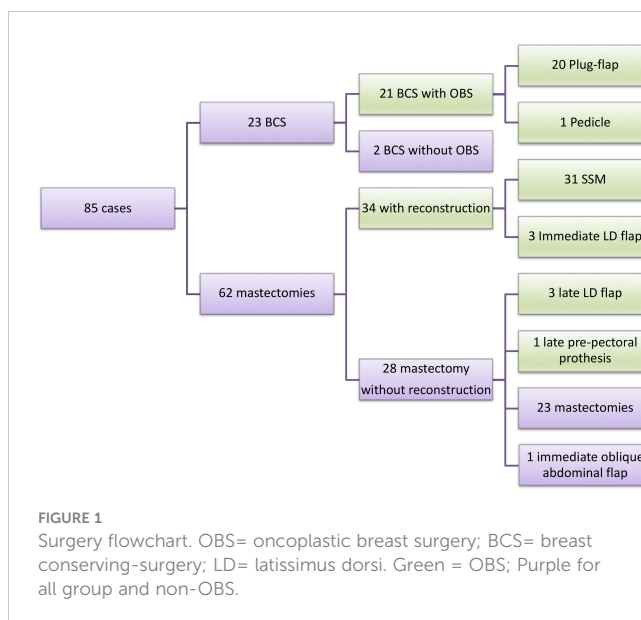 20 Plug-flap
21 BCS with OBS
23 BCS
1 Pedicle
2 BCS without OBS
31 SSM
85 cases
34 with reconstruction
3 Immediate LD flap
62 mastectomies
3 late LD flap
1 late pre-pectoral
prothesis
28 mastectomy
without reconstruction
23 mastectomies
1 immediate oblique
abdominal flap
FIGURE 1
Surgery flowchart. OBS= oncoplastic breast surgery; BCS= breast
conserving-surgery; LD= latissimus dorsi. Green = OBS; Purple for
all group and non-OBS.